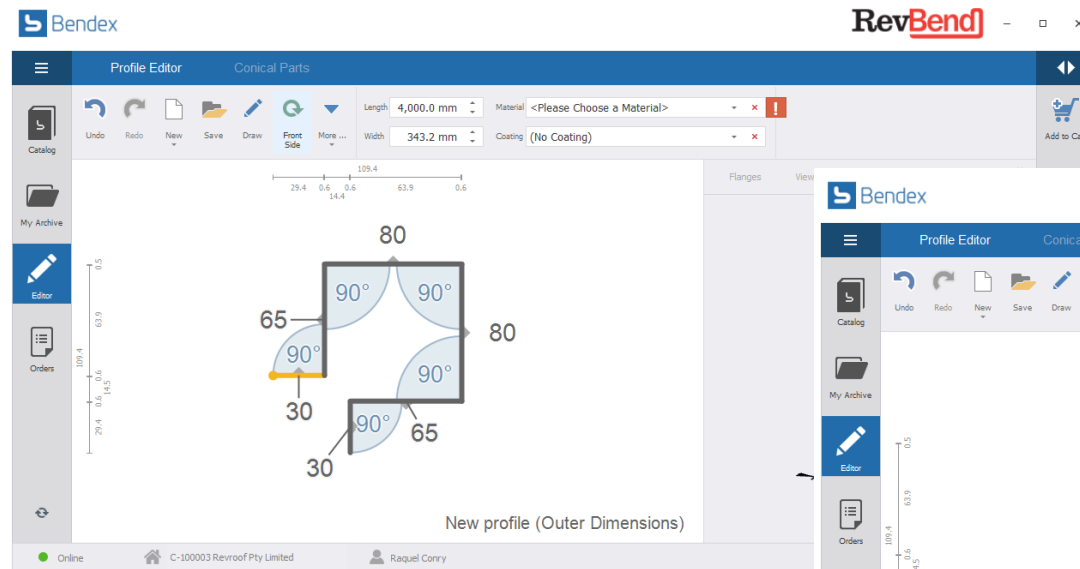 Bendex
RevBend
Profile Editor
Conical Parts
Undo
Redo
New
Save
Draw
Front
Side
More ...
Length
4,000.0 mm
Width
343.2 mm
Material
<Please Choose a Material>
Coating
(No Coating)
!
Add to Ca
Catalog
My Archive
Editor
Orders
109.4
29.4
0.6
0.6
63.9
0.6
14.4
Flanges
View
0.5
63.9
109.4
0.6
14.5
0.6
29.4
80
90°
90°
65
80
90°
90°
30
90°
65
30
New profile (Outer Dimensions)
Online
C-100003 Revroof Pty Limited
Raquel Conry
Bendex
Profile Editor
Conica
Undo
Redo
New
Save
Draw
Catalog
My Archive
Editor
Orders
0.5
63.9
109.4
0.6
4.5